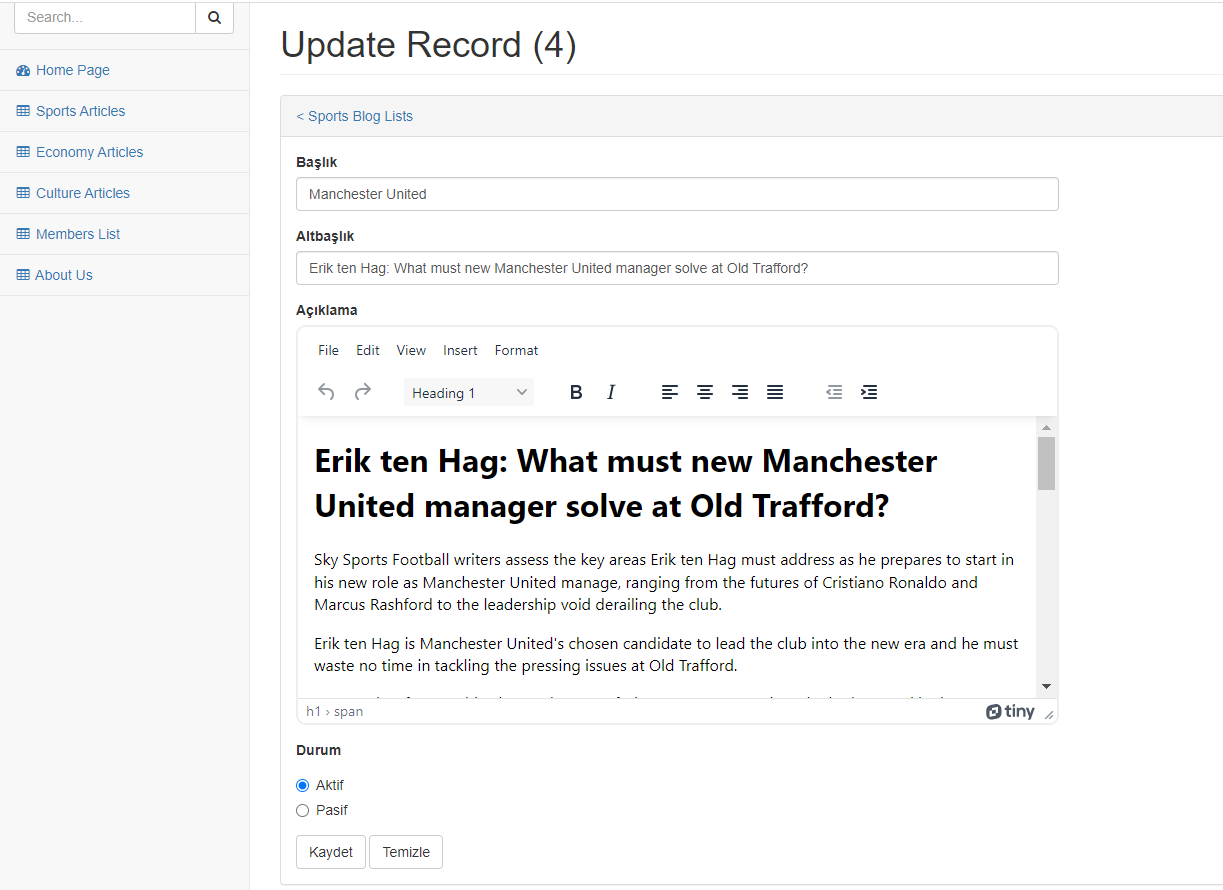 Search...
Home Page
Sports Articles
Economy Articles
Culture Articles
Members List
About Us
Update Record (4)
< Sports Blog Lists
Başlık
Manchester United
Altbaşlık
Erik ten Hag: What must new Manchester United manager solve at Old Trafford?
Açıklama
File Edit View Insert Format
Heading 1 B I
Erik ten Hag: What must new Manchester
United manager solve at Old Trafford?
Sky Sports Football writers assess the key areas Erik ten Hag must address as he prepares to start in
his new role as Manchester United manage, ranging from the futures of Cristiano Ronaldo and
Marcus Rashford to the leadership void derailing the club.
Erik ten Hag is Manchester United's chosen candidate to lead the club into the new era and he must
waste no time in tackling the pressing issues at Old Trafford.
h1 › span tiny
Durum
Aktif
Pasif
Kaydet Temizle